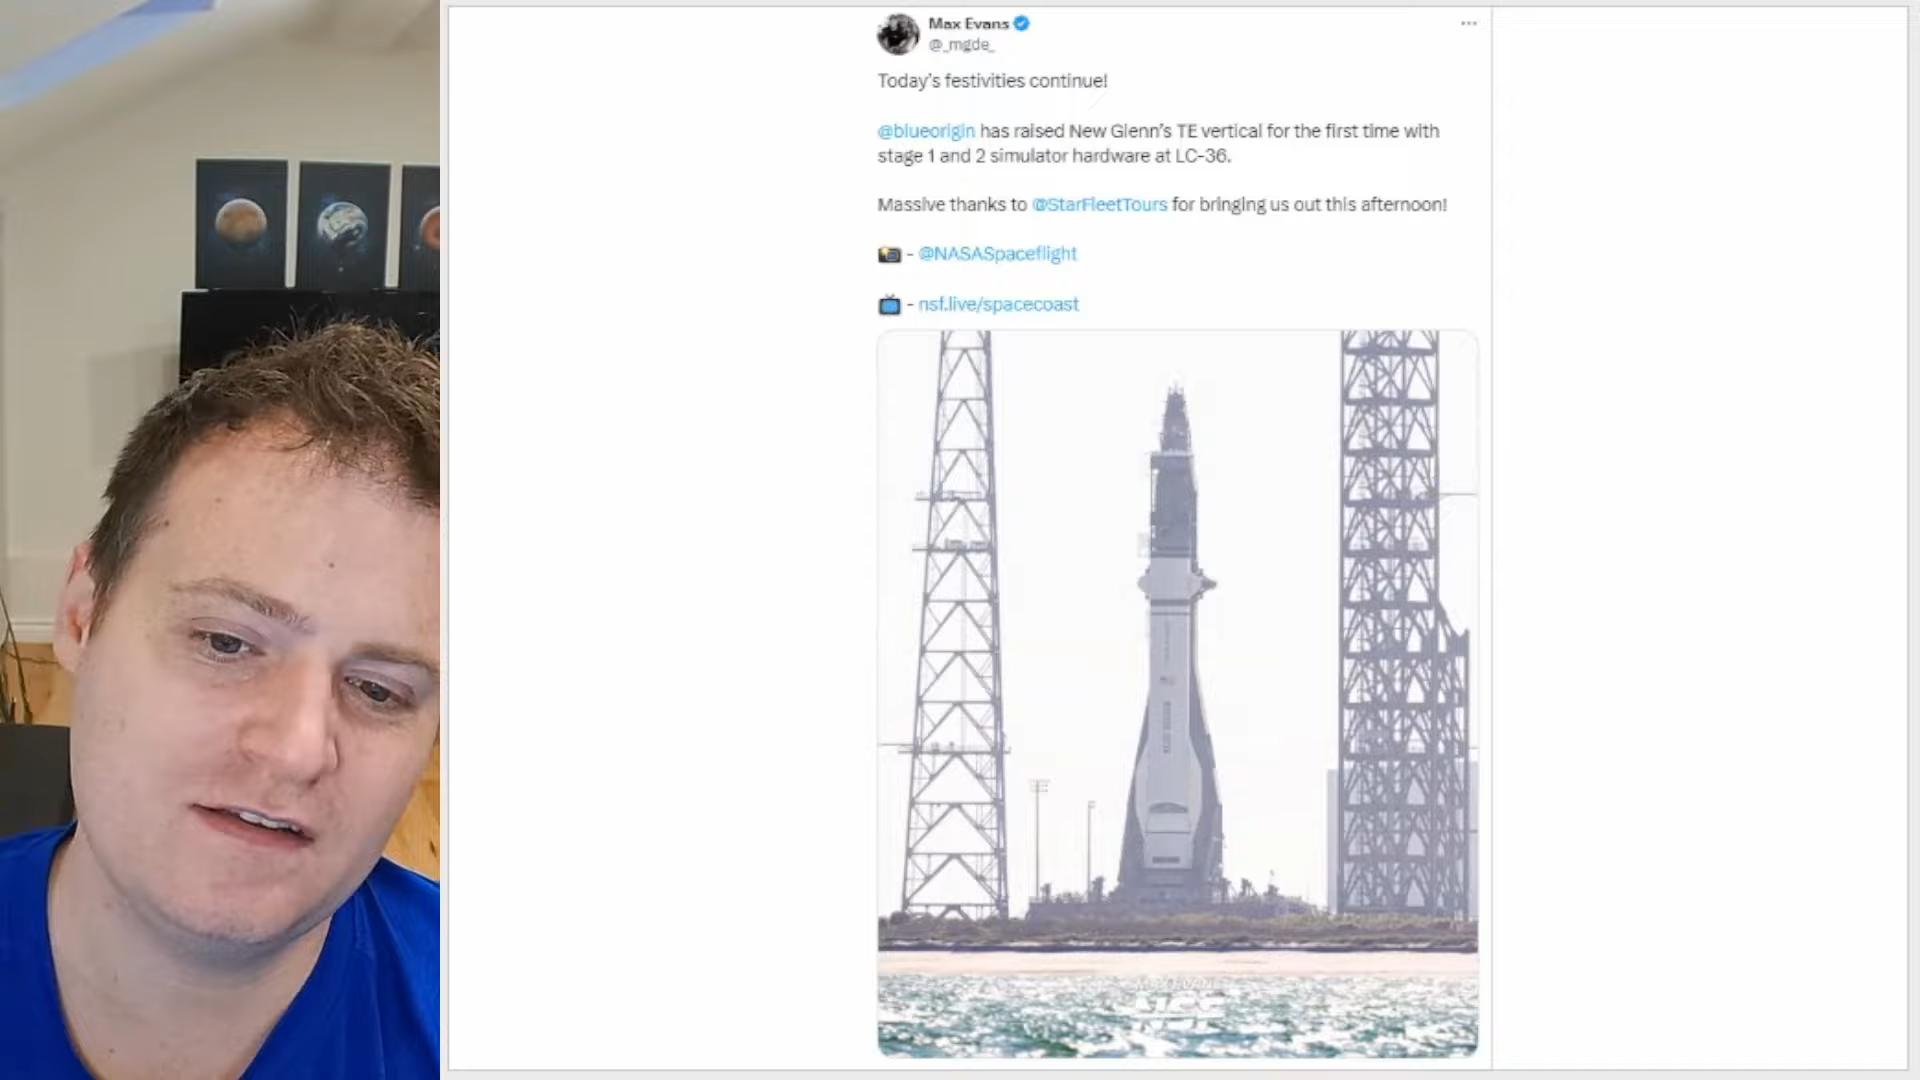 Max Evans
@_mgde_
Today's festivities continue!
@blueorigin has raised New Glenn's TE vertical for the first time with
stage 1 and 2 simulator hardware at LC-36.
Massive thanks to @StarFleetTours for bringing us out this afternoon!
- @NASASpaceflight
- nsf.live/spacecoast